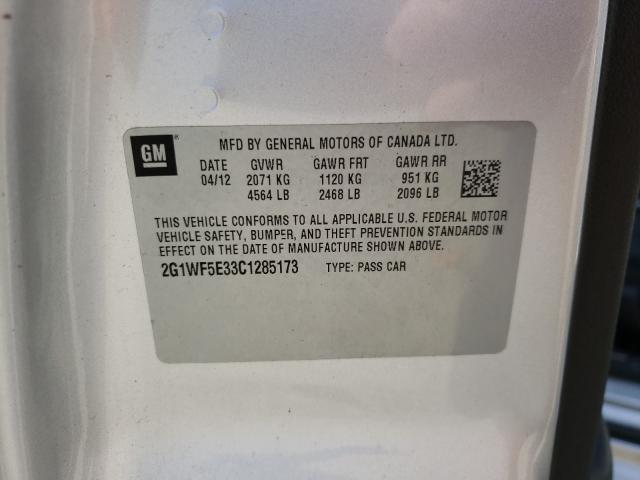 GM
MFD BY GENERAL MOTORS OF CANADA LTD.
DATE GVWR GAWR FRT GAWR RR
04/12 2071 KG 1120 KG 951 KG
4564 LB 2468 LB 2096 LB
THIS VEHICLE CONFORMS TO ALL APPLICABLE U.S. FEDERAL MOTOR
VEHICLE SAFETY, BUMPER, AND THEFT PREVENTION STANDARDS IN
EFFECT ON THE DATE OF MANUFACTURE SHOWN ABOVE.
2G1WF5E33C1285173 TYPE: PASS CAR